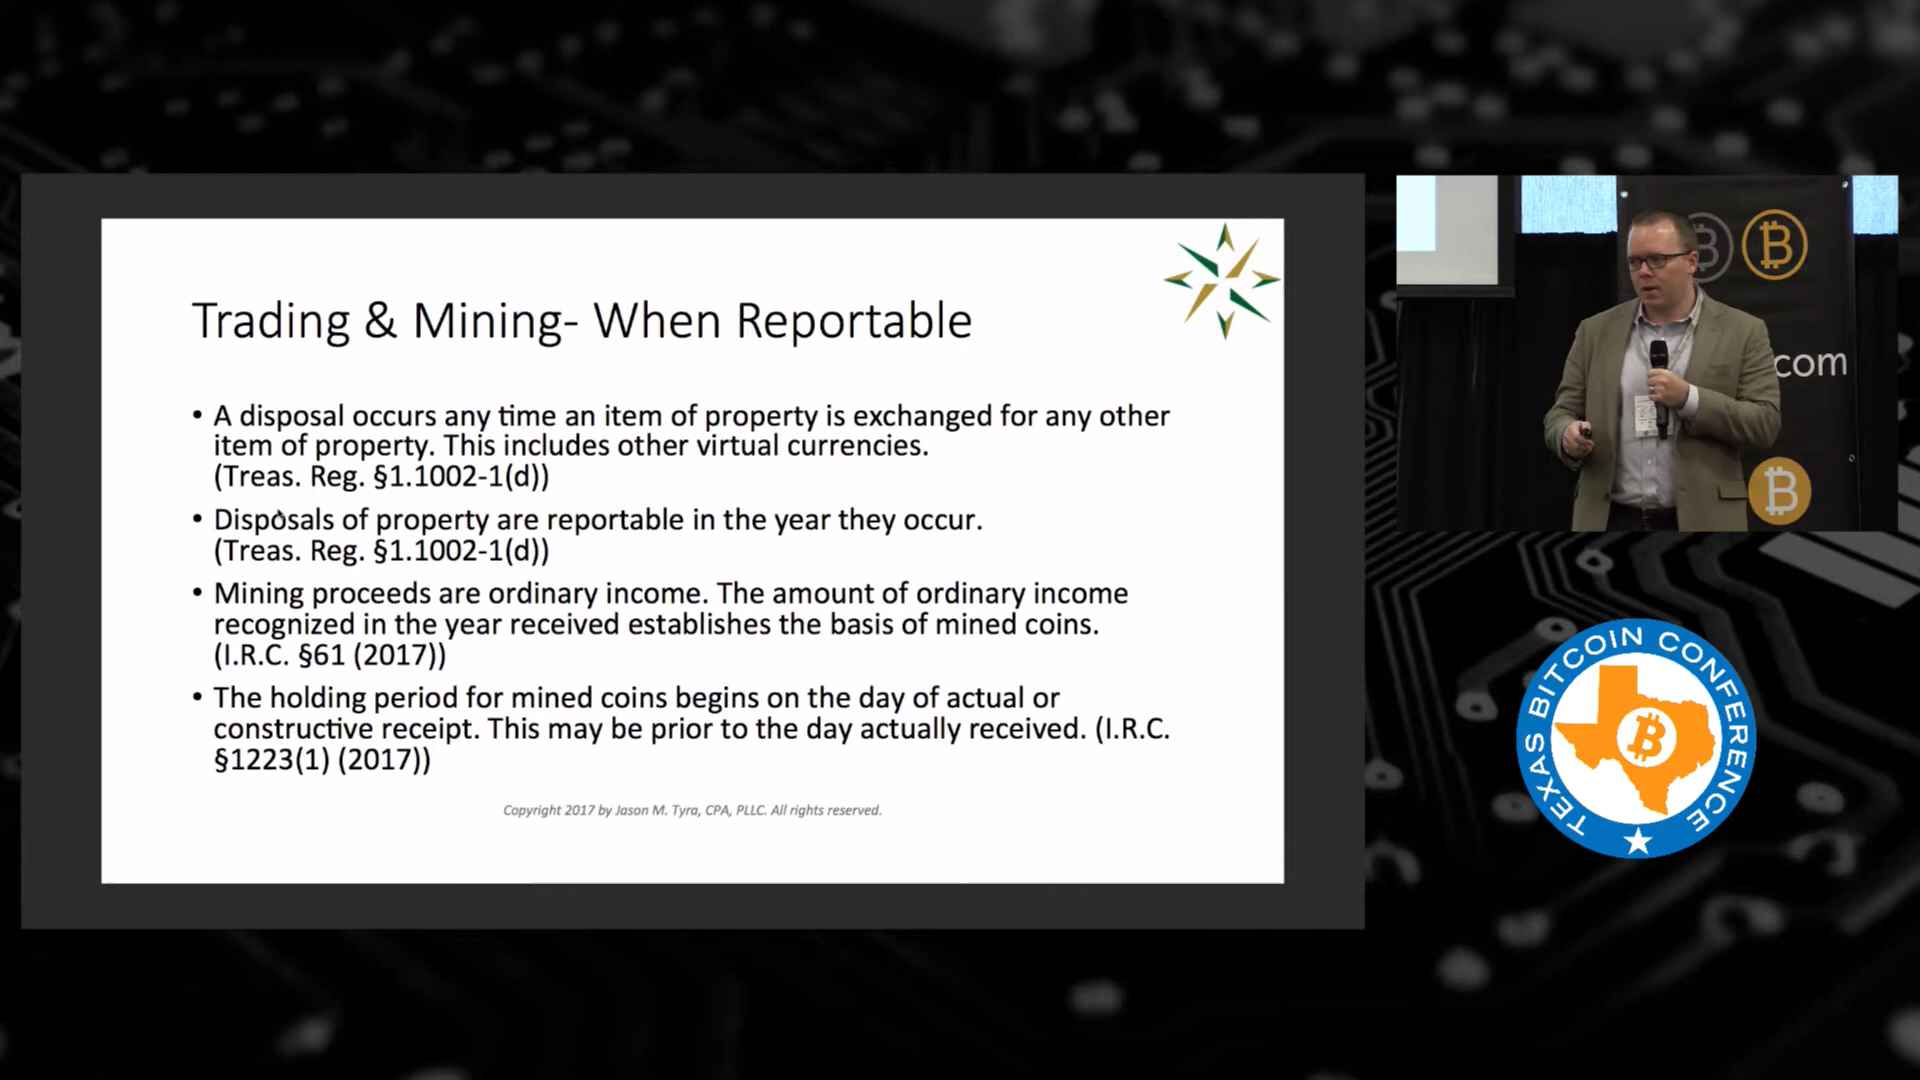 Trading & Mining- When Reportable
• A disposal occurs any time an item of property is exchanged for any other
item of property. This includes other virtual currencies.
(Treas. Reg. §1.1002-1(d))
• Disposals of property are reportable in the year they occur.
(Treas. Reg. §1.1002-1(d))
• Mining proceeds are ordinary income. The amount of ordinary income
recognized in the year received establishes the basis of mined coins.
(I.R.C. §61 (2017))
• The holding period for mined coins begins on the day of actual or
constructive receipt. This may be prior to the day actually received. (I.R.C.
§1223(1) (2017))
Copyright 2017 by Jason M. Tyra, CPA, PLLC. All rights reserved.
com
TEXAS BITCOIN CONFERENCE